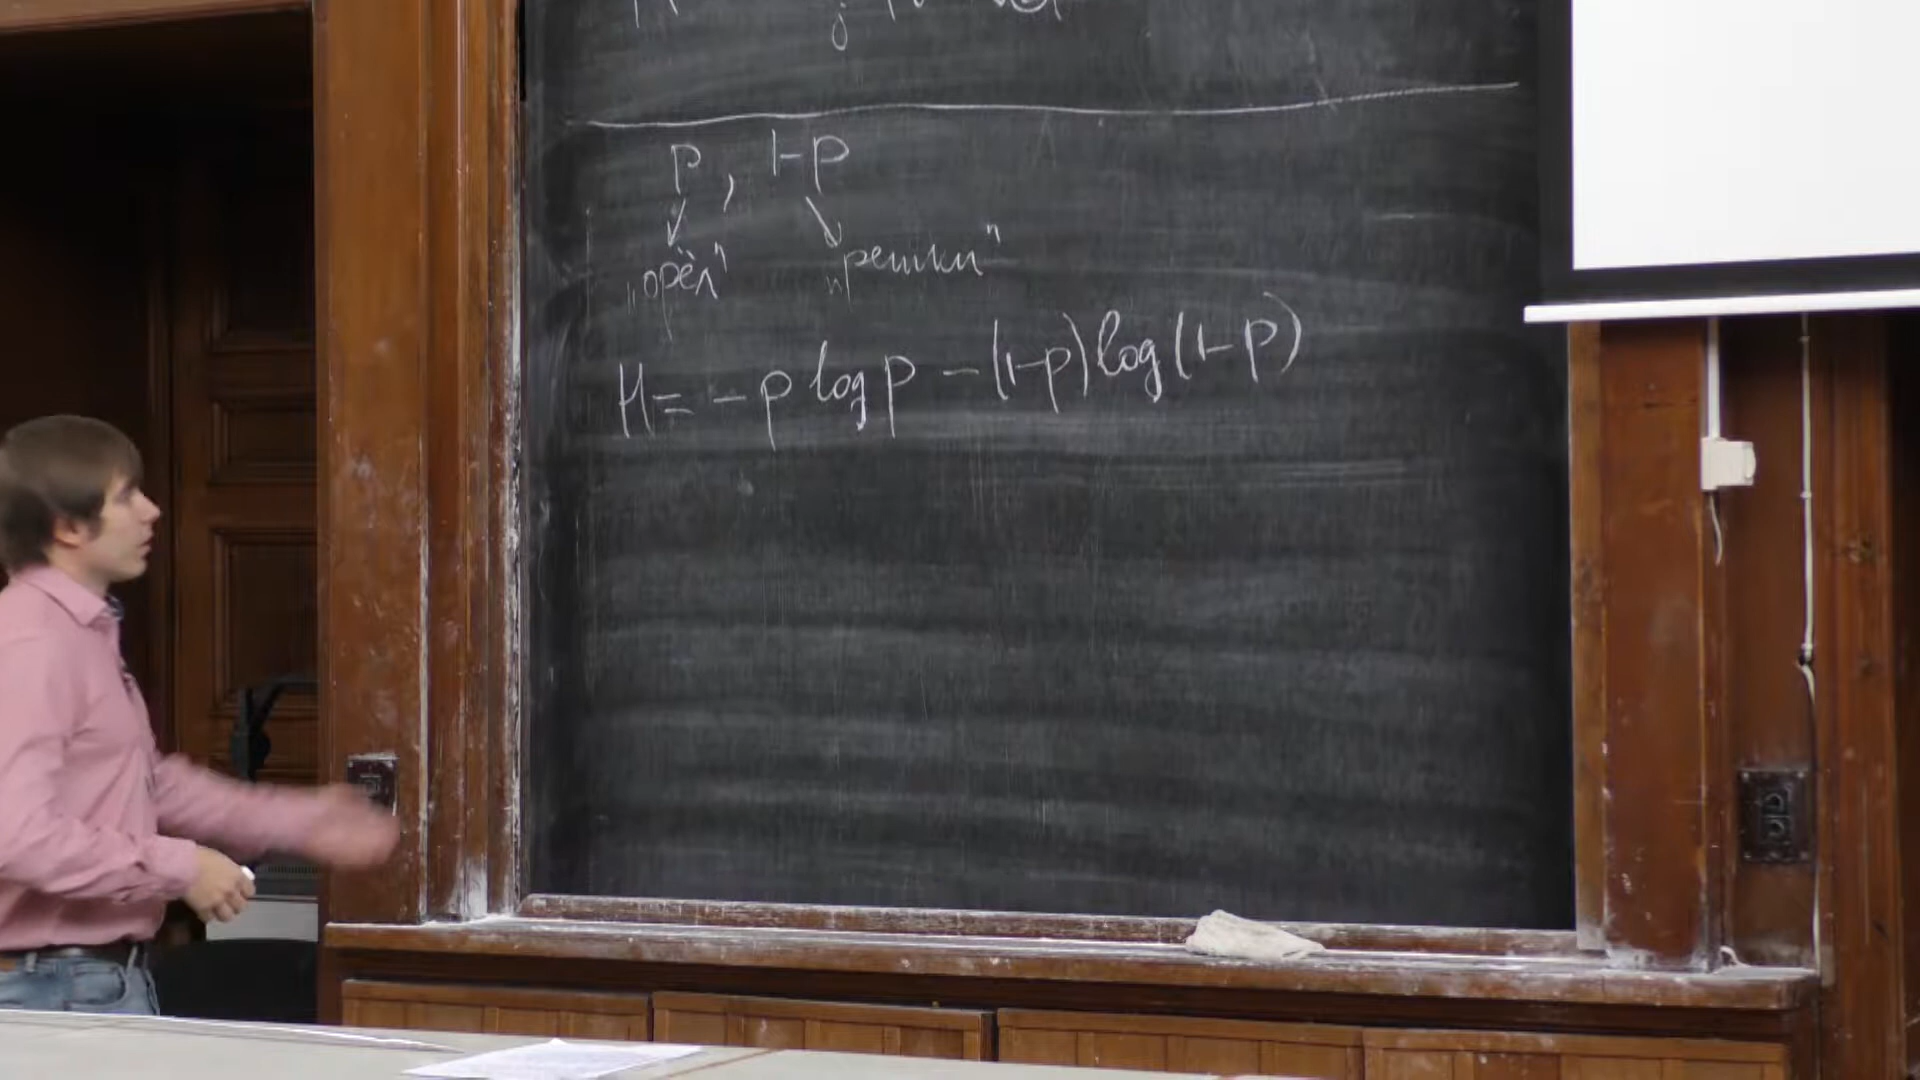 p, 1-p
„орёл" „решки"
H = - p log p - (1-p) log (1-p)